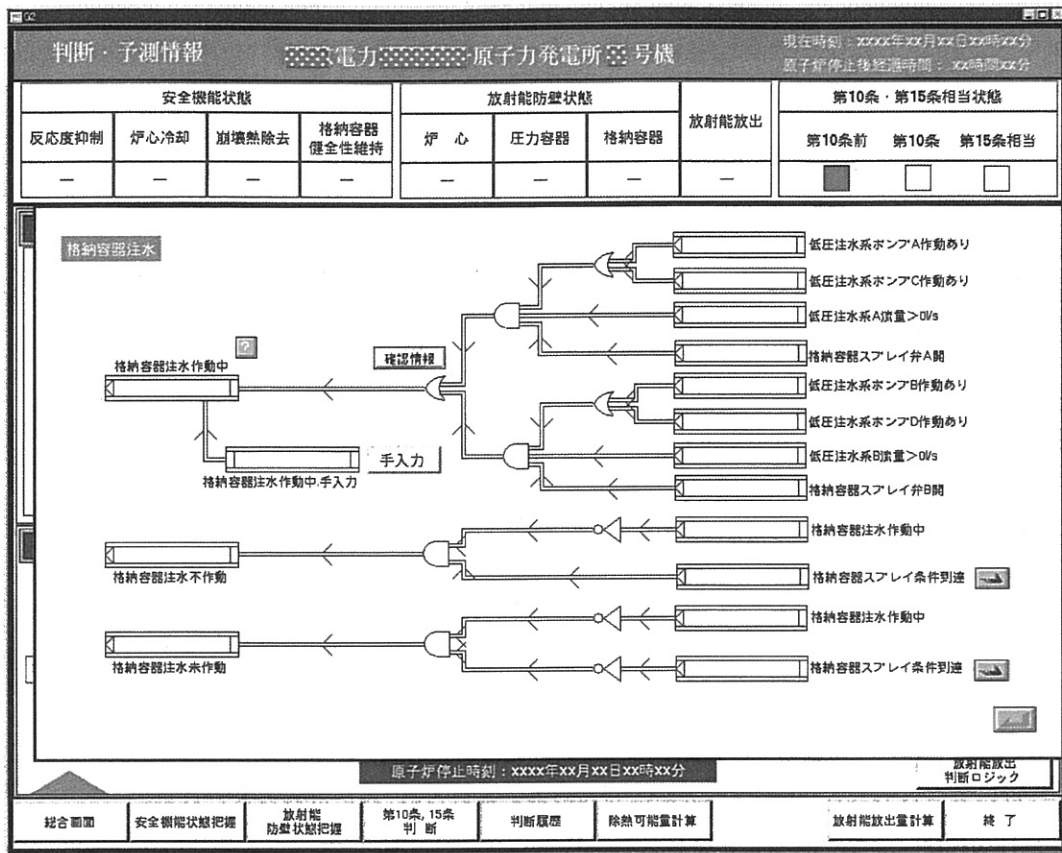 G2
判断・予測情報
電力 原子力発電所 号機
現在時刻：xxxx年xx月xx日xx時xx分
原子炉停止後経過時間： xx時間xx分
安全機能状態
放射能防壁状態
放射能放出
第10条・第15条相当状態
反応度抑制 炉心冷却 崩壊熱除去 格納容器
健全性維持
炉 心 圧力容器 格納容器
第10条前 第10条 第15条相当
— — — — — — — —
格納容器注水
低圧注水系ポンプA作動あり
低圧注水系ポンプC作動あり
低圧注水系A流量>0l/s
格納容器スプレイ弁A開
?
確認情報
格納容器注水作動中
低圧注水系ポンプB作動あり
低圧注水系ポンプD作動あり
低圧注水系B流量>0l/s
格納容器スプレイ弁B開
手入力
格納容器注水作動中.手入力
格納容器注水作動中
格納容器注水不作動
格納容器スプレイ条件到達
格納容器注水作動中
格納容器注水未作動
格納容器スプレイ条件到達
原子炉停止時刻：xxxx年xx月xx日xx時xx分
放射能放出
判断ロジック
総合画面
安全機能状態把握
放射能
防壁状態把握
第10条,15条
判 断
判断履歴
除熱可能量計算
放射能放出量計算
終 了